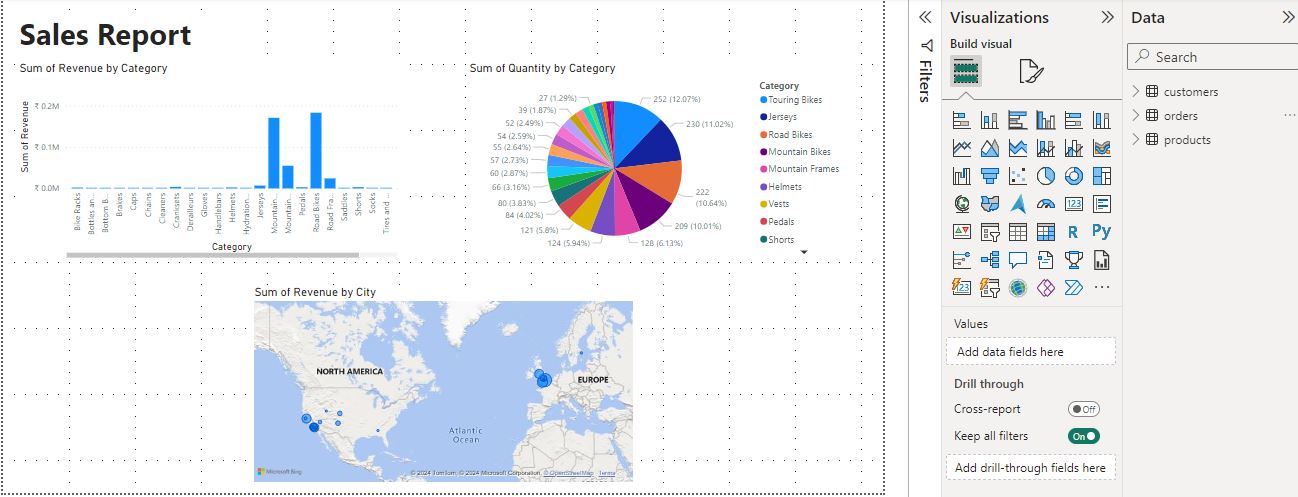 Sales Report
Sum of Revenue by Category
Sum of Revenue
₹ 0.2M
₹ 0.1M
₹ 0.0M
Bike Racks
Bottles an...
Bottom B...
Brakes
Caps
Chains
Cleaners
Cranksets
Derailleurs
Gloves
Handlebars
Helmets
Hydration...
Jerseys
Mountain...
Mountain...
Pedals
Road Bikes
Road Fra...
Saddles
Shorts
Socks
Tires and ...
Category
Sum of Quantity by Category
252 (12.07%)
230 (11.02%)
222
(10.64%)
209 (10.01%)
128 (6.13%)
124 (5.94%)
121 (5.8%)
84 (4.02%)
80 (3.83%)
66 (3.16%)
60 (2.87%)
57 (2.73%)
55 (2.64%)
54 (2.59%)
52 (2.49%)
39 (1.87%)
27 (1.29%)
Category
Touring Bikes
Jerseys
Road Bikes
Mountain Bikes
Mountain Frames
Helmets
Vests
Pedals
Shorts
Sum of Revenue by City
NORTH AMERICA
EUROPE
Atlantic
Ocean
Microsoft Bing
© 2024 TomTom, © 2024 Microsoft Corporation, © OpenStreetMap Terms
Filters
Visualizations
Build visual
123
R
Py
123
Values
Add data fields here
Drill through
Cross-report
Off
Keep all filters
On
Add drill-through fields here
Data
Search
customers
orders
products